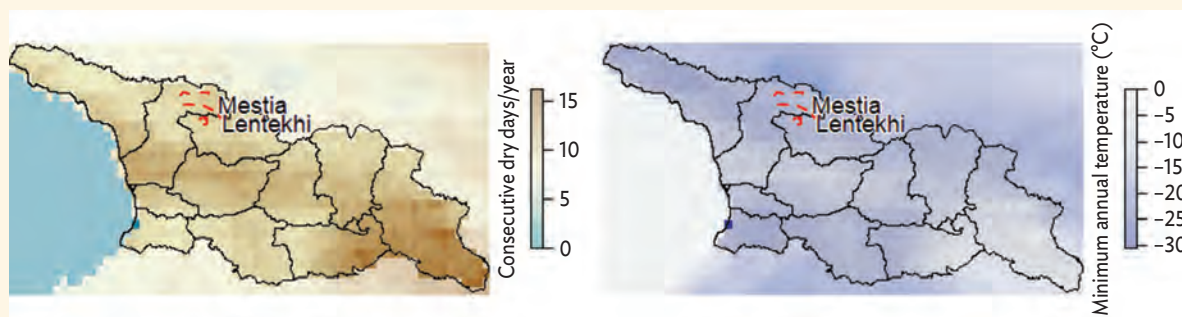 Mestia
Lentekhi
Consecutive dry days/year
15
10
5
0
Mestia
Lentekhi
Minimum annual temperature (°C)
0
−5
−10
−15
−20
−25
−30